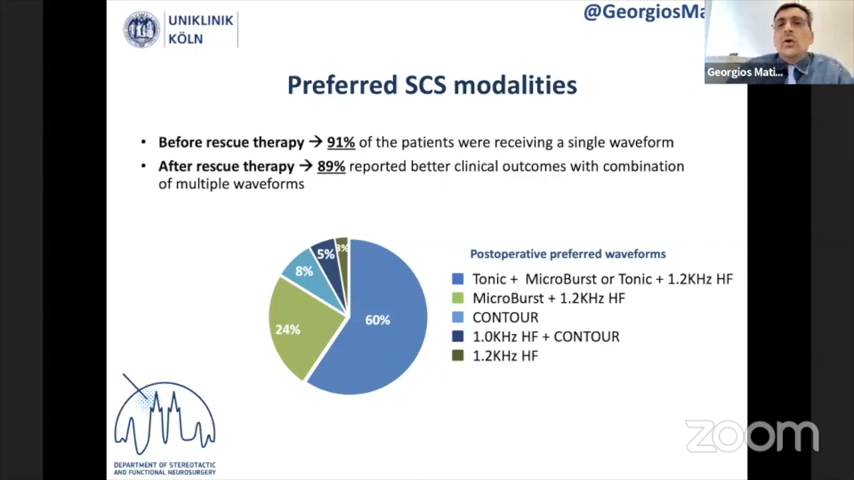 UNIKLINIK
KÖLN
@GeorgiosMa
Georgios Mati...
Preferred SCS modalities
• Before rescue therapy → 91% of the patients were receiving a single waveform
• After rescue therapy → 89% reported better clinical outcomes with combination
of multiple waveforms
Postoperative preferred waveforms
Tonic + MicroBurst or Tonic + 1.2KHz HF
MicroBurst + 1.2KHz HF
CONTOUR
1.0KHz HF + CONTOUR
1.2KHz HF
3%
5%
8%
24%
60%
DEPARTMENT OF STEREOTACTIC
AND FUNCTIONAL NEUROSURGERY
zoom